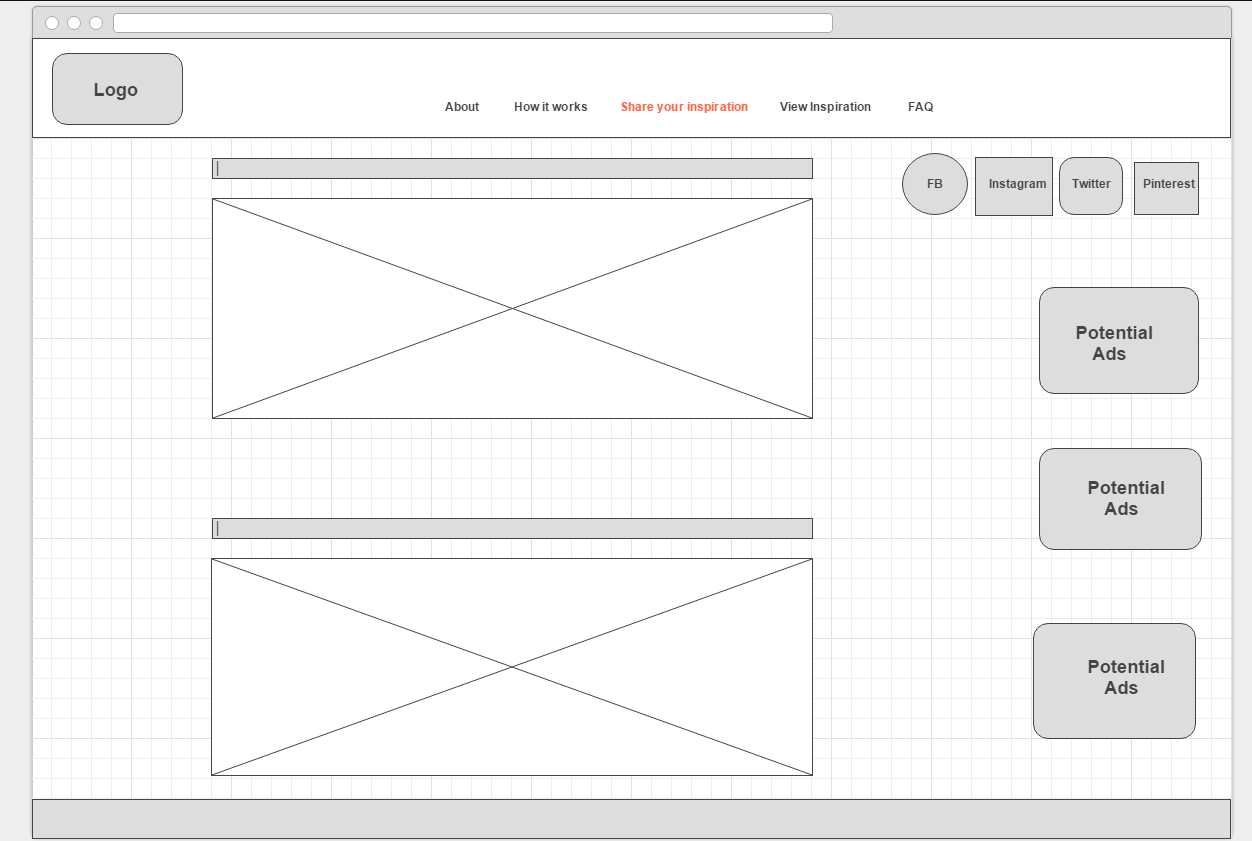 Logo
About How it works Share your inspiration View Inspiration FAQ
FB Instagram Twitter Pinterest
Potential
Ads
Potential
Ads
Potential
Ads